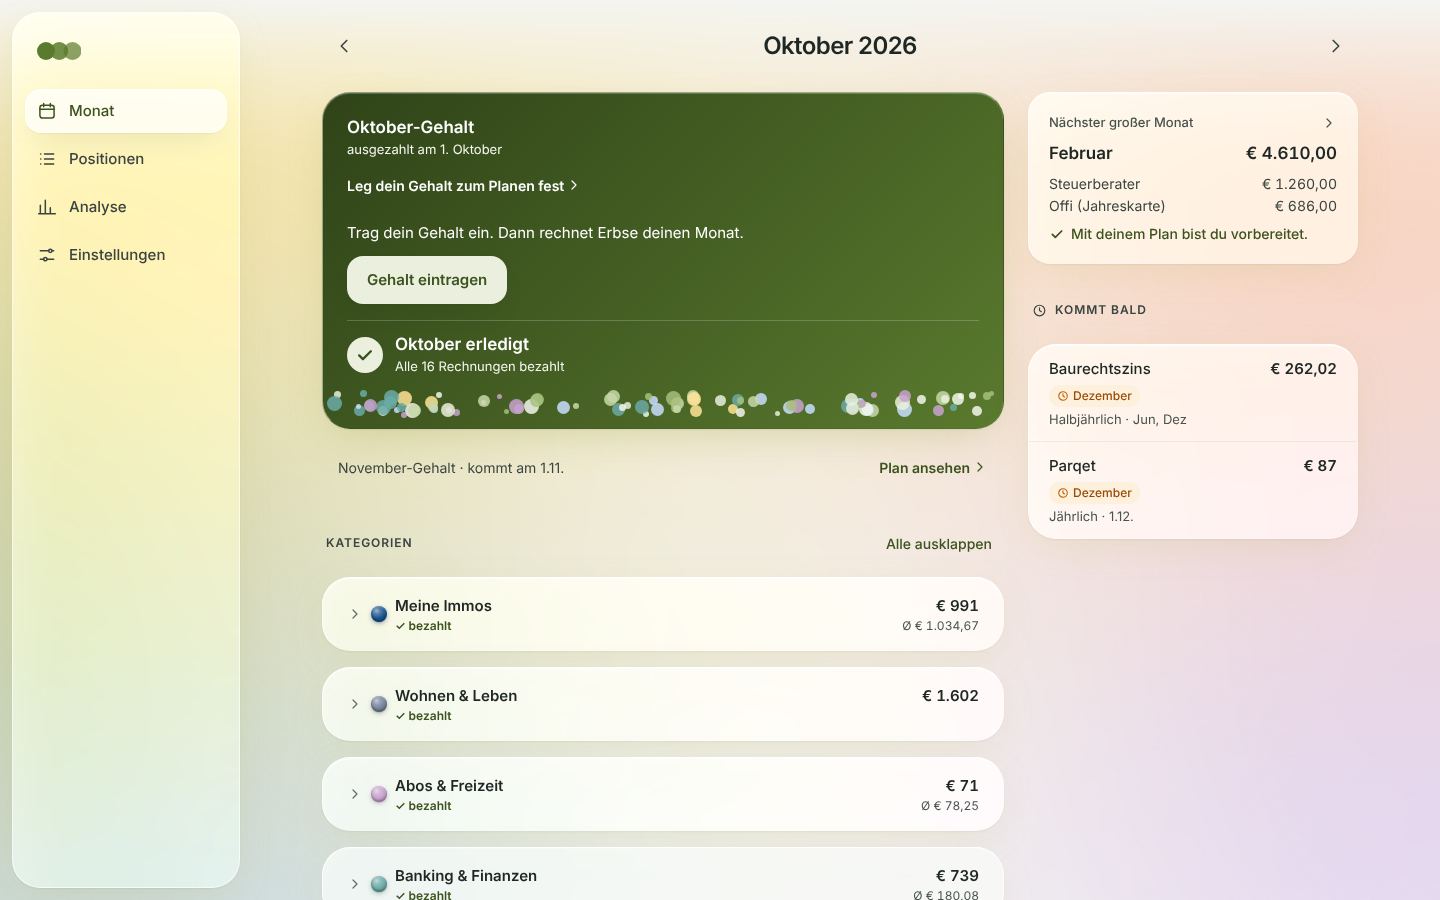 Oktober 2026
Monat
Positionen
Analyse
Einstellungen
Oktober-Gehalt
ausgezahlt am 1. Oktober
Leg dein Gehalt zum Planen fest
Trag dein Gehalt ein. Dann rechnet Erbse deinen Monat.
Gehalt eintragen
Oktober erledigt
Alle 16 Rechnungen bezahlt
November-Gehalt · kommt am 1.11.
Plan ansehen
KATEGORIEN
Alle ausklappen
Meine Immos
€ 991
bezahlt
Ø € 1.034,67
Wohnen & Leben
€ 1.602
bezahlt
Abos & Freizeit
€ 71
bezahlt
Ø € 78,25
Banking & Finanzen
€ 739
bezahlt
Ø € 180,08
Nächster großer Monat
Februar
€ 4.610,00
Steuerberater
€ 1.260,00
Offi (Jahreskarte)
€ 686,00
Mit deinem Plan bist du vorbereitet.
KOMMT BALD
Baurechtszins
€ 262,02
Dezember
Halbjährlich · Jun, Dez
Parqet
€ 87
Dezember
Jährlich · 1.12.